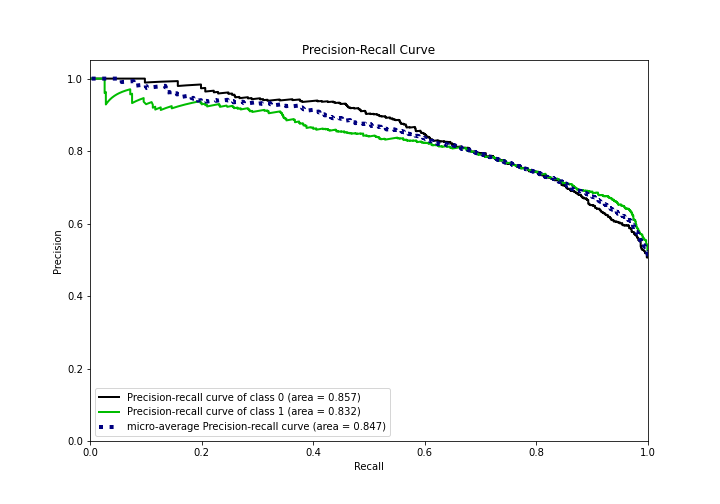 Precision-Recall Curve
1.0
0.8
0.6
0.4
0.2
0.0
Precision
Precision-recall curve of class 0 (area = 0.857)
Precision-recall curve of class 1 (area = 0.832)
micro-average Precision-recall curve (area = 0.847)
0.0 0.2 0.4 0.6 0.8 1.0
Recall